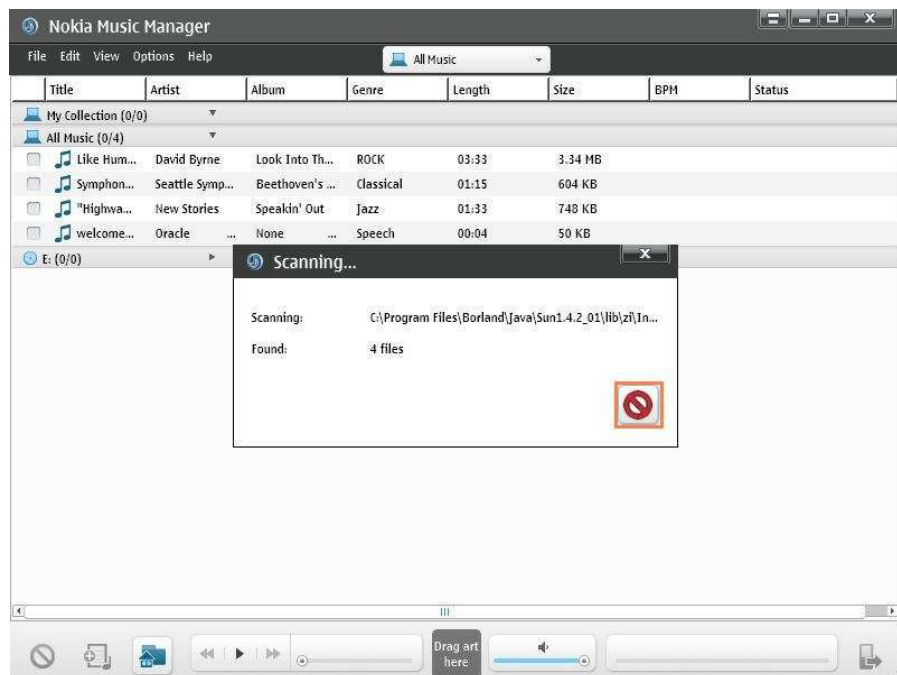 Nokia Music Manager
File Edit View Options Help All Music
Title Artist Album Genre Length Size BPM Status
My Collection (0/0)
All Music (0/4)
Like Hum... David Byrne Look Into Th... ROCK 03:33 3.34 MB
Symphon... Seattle Symp... Beethoven's ... Classical 01:15 604 KB
"Highwa... New Stories Speakin' Out Jazz 01:33 748 KB
welcome... Oracle ... None ... Speech 00:04 50 KB
E: (0/0)
Scanning...
Scanning: C:\Program Files\Borland\Java\Sun1.4.2_01\lib\zi\In...
Found: 4 files
Drag art
here